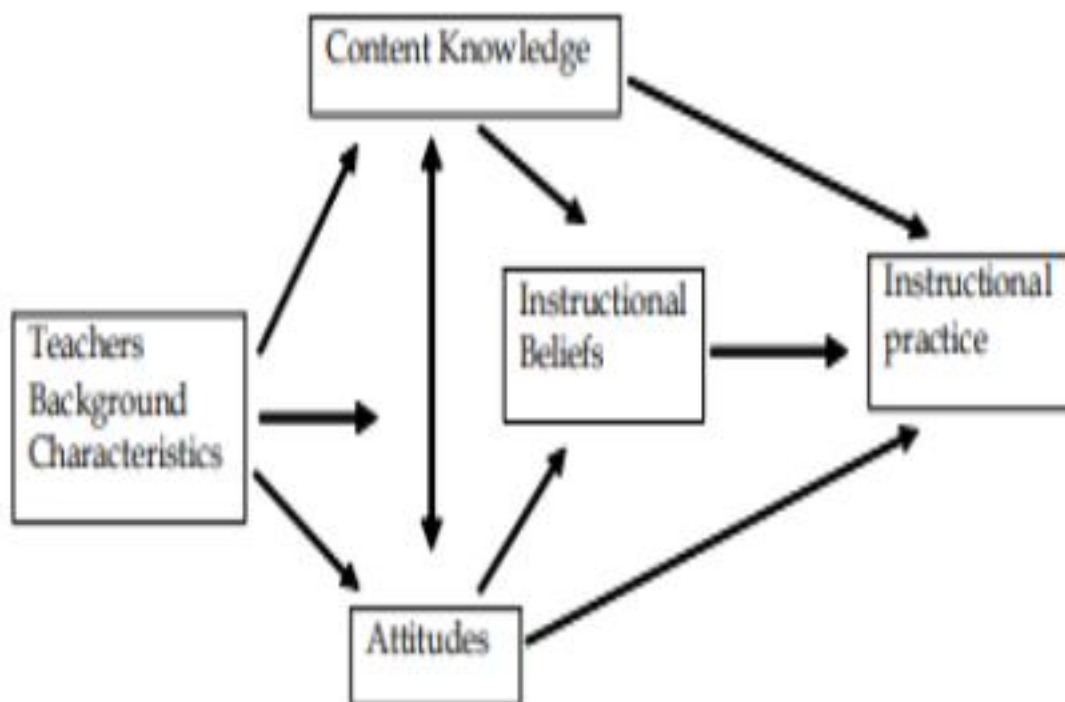 Content Knowledge
Instructional
Beliefs
Instructional
practice
Teachers
Background
Characteristics
Attitudes